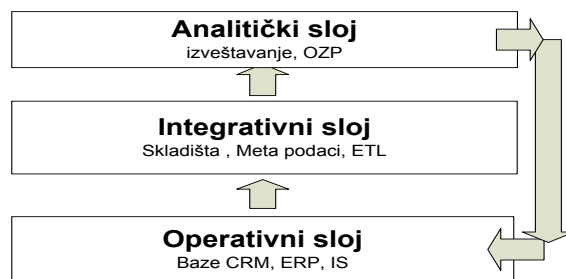 Analitički sloj
izveštavanje, OZP
Integrativni sloj
Skladišta , Meta podaci, ETL
Operativni sloj
Baze CRM, ERP, IS